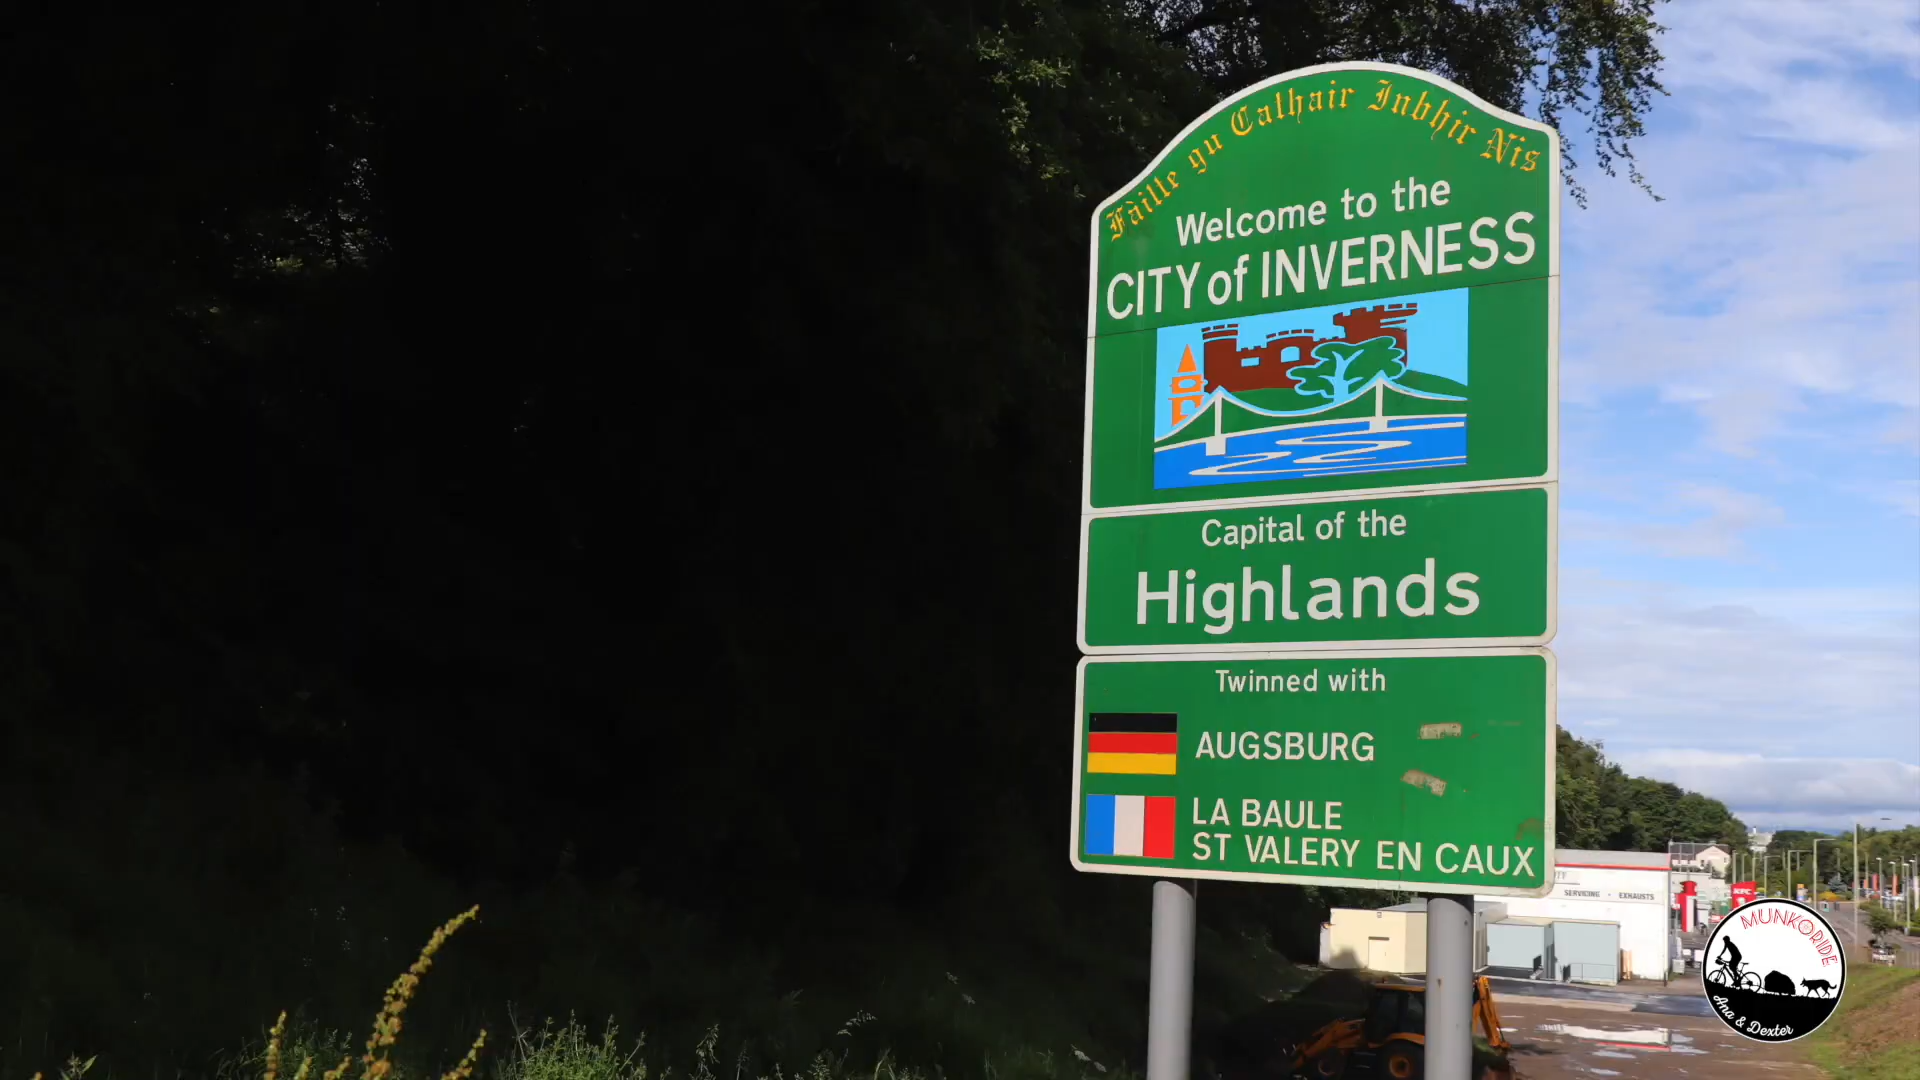 Fàilte gu Cathair Inbhir Nis
Welcome to the
CITY of INVERNESS
Capital of the
Highlands
Twinned with
AUGSBURG
LA BAULE
ST VALERY EN CAUX
SERVICING - EXHAUSTS
KFC
MUNKORIDE
Ana & Dexter